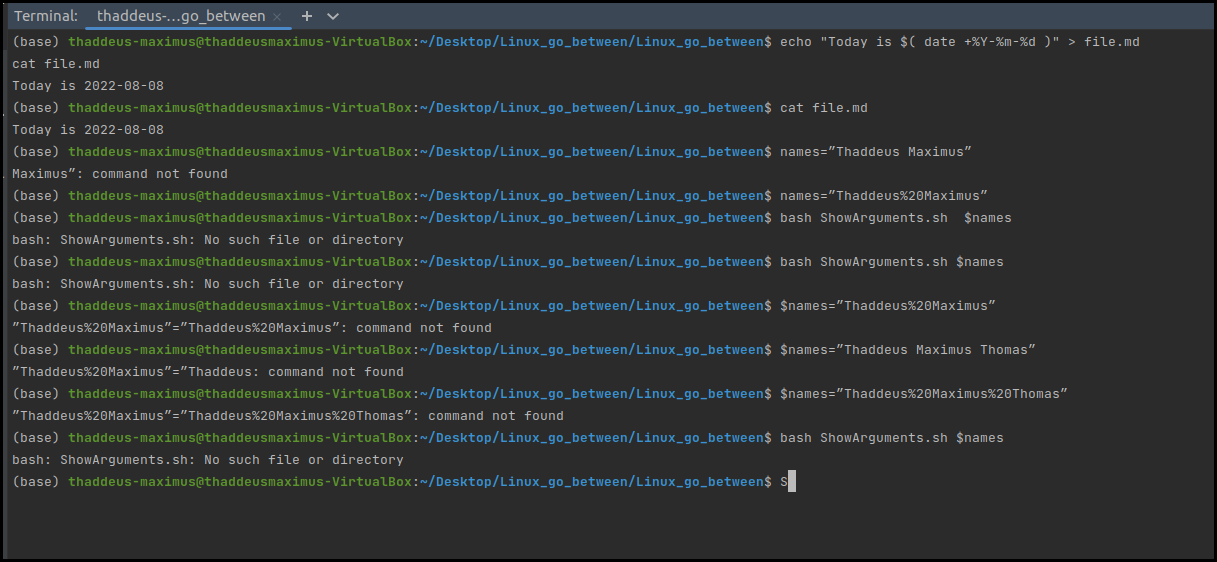 Terminal: thaddeus-...go_between × + ⌄
(base) thaddeus-maximus@thaddeusmaximus-VirtualBox:~/Desktop/Linux_go_between/Linux_go_between$ echo "Today is $( date +%Y-%m-%d )" > file.md
cat file.md
Today is 2022-08-08
(base) thaddeus-maximus@thaddeusmaximus-VirtualBox:~/Desktop/Linux_go_between/Linux_go_between$ cat file.md
Today is 2022-08-08
(base) thaddeus-maximus@thaddeusmaximus-VirtualBox:~/Desktop/Linux_go_between/Linux_go_between$ names=”Thaddeus Maximus”
Maximus”: command not found
(base) thaddeus-maximus@thaddeusmaximus-VirtualBox:~/Desktop/Linux_go_between/Linux_go_between$ names=”Thaddeus%20Maximus”
(base) thaddeus-maximus@thaddeusmaximus-VirtualBox:~/Desktop/Linux_go_between/Linux_go_between$ bash ShowArguments.sh  $names
bash: ShowArguments.sh: No such file or directory
(base) thaddeus-maximus@thaddeusmaximus-VirtualBox:~/Desktop/Linux_go_between/Linux_go_between$ bash ShowArguments.sh $names
bash: ShowArguments.sh: No such file or directory
(base) thaddeus-maximus@thaddeusmaximus-VirtualBox:~/Desktop/Linux_go_between/Linux_go_between$ $names=”Thaddeus%20Maximus”
”Thaddeus%20Maximus”=”Thaddeus%20Maximus”: command not found
(base) thaddeus-maximus@thaddeusmaximus-VirtualBox:~/Desktop/Linux_go_between/Linux_go_between$ $names=”Thaddeus Maximus Thomas”
”Thaddeus%20Maximus”=”Thaddeus: command not found
(base) thaddeus-maximus@thaddeusmaximus-VirtualBox:~/Desktop/Linux_go_between/Linux_go_between$ $names=”Thaddeus%20Maximus%20Thomas”
”Thaddeus%20Maximus”=”Thaddeus%20Maximus%20Thomas”: command not found
(base) thaddeus-maximus@thaddeusmaximus-VirtualBox:~/Desktop/Linux_go_between/Linux_go_between$ bash ShowArguments.sh $names
bash: ShowArguments.sh: No such file or directory
(base) thaddeus-maximus@thaddeusmaximus-VirtualBox:~/Desktop/Linux_go_between/Linux_go_between$ S